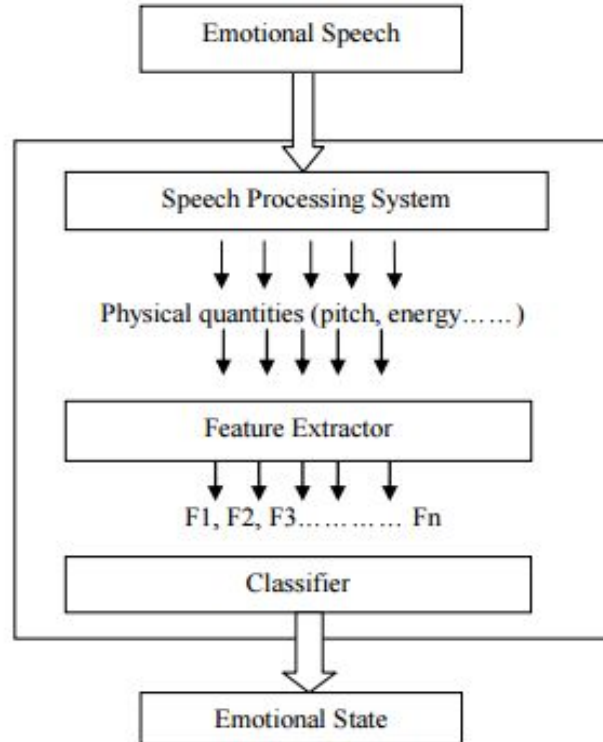 Emotional Speech
Speech Processing System
Physical quantities (pitch, energy……)
Feature Extractor
F1, F2, F3………… Fn
Classifier
Emotional State